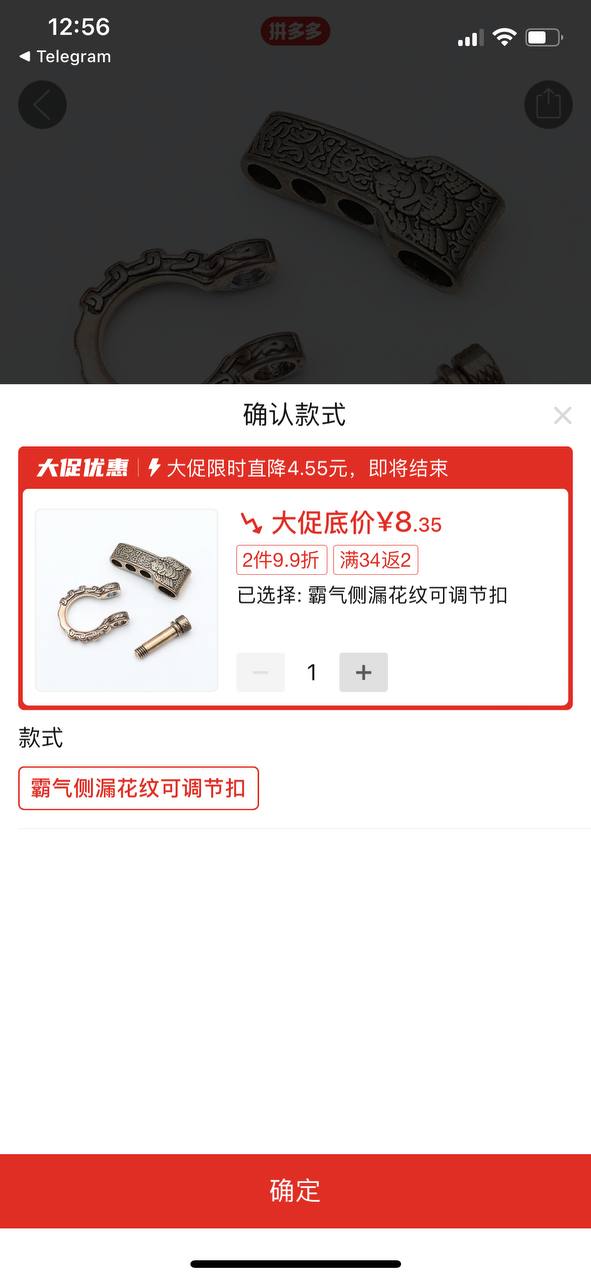 12:56
拼多多
◀ Telegram
确认款式
大促优惠 大促限时直降4.55元，即将结束
大促底价¥8.35
2件9.9折 满34返2
已选择: 霸气侧漏花纹可调节扣
1
款式
霸气侧漏花纹可调节扣
确定